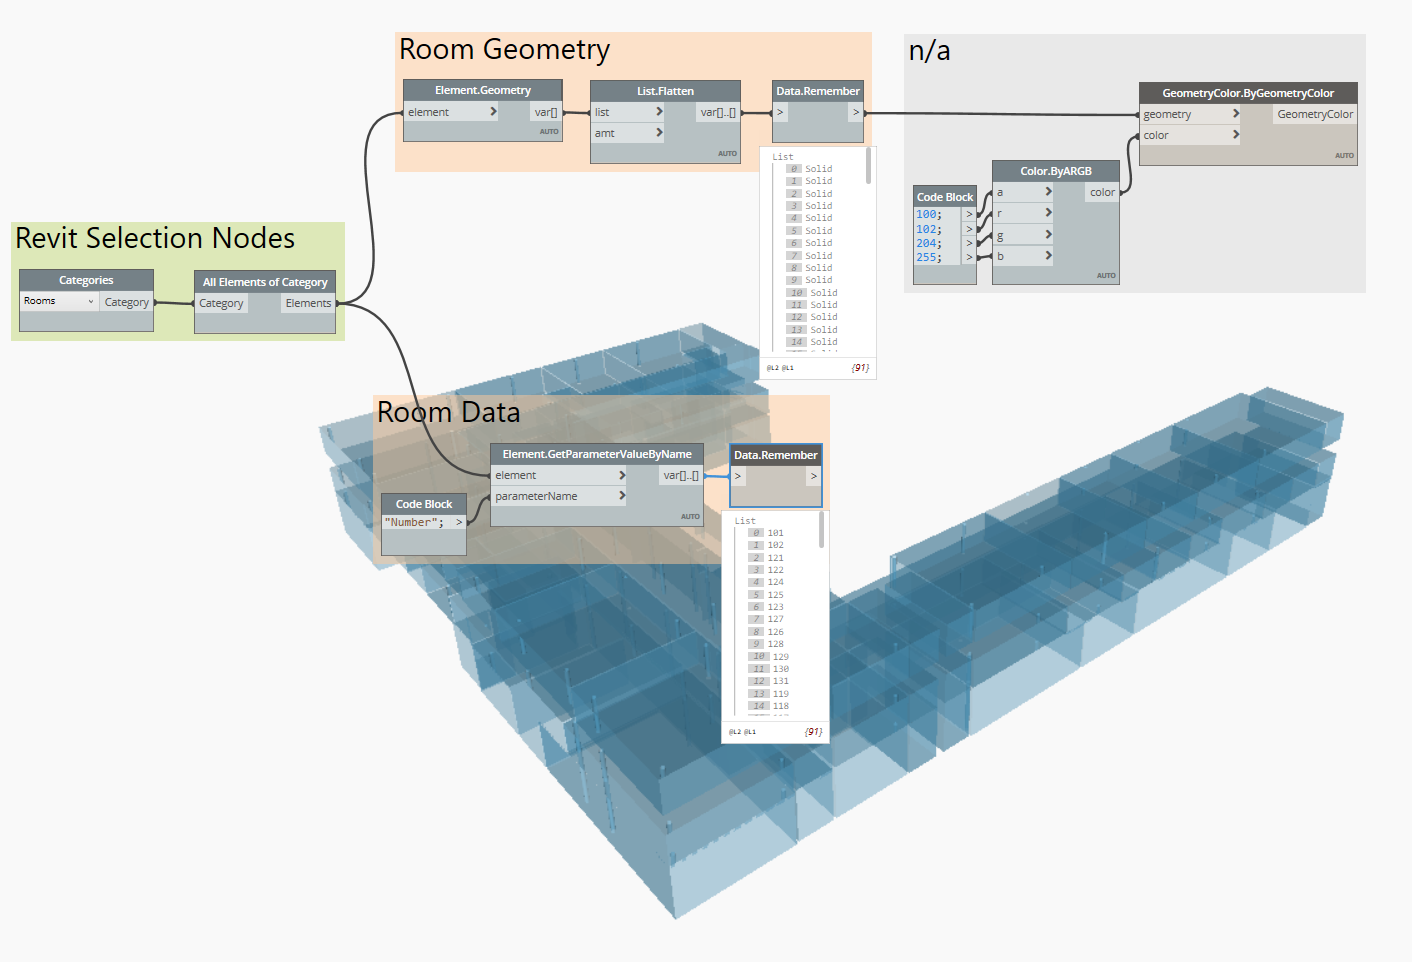 Room Geometry
Element.Geometry
element > var[]
AUTO
List.Flatten
list > var[]..[]
amt >
AUTO
Data.Remember
> >
List
0 Solid
1 Solid
2 Solid
3 Solid
4 Solid
5 Solid
6 Solid
7 Solid
8 Solid
9 Solid
10 Solid
11 Solid
12 Solid
13 Solid
14 Solid
@L2 @L1 {91}
n/a
GeometryColor.ByGeometryColor
geometry > GeometryColor
color >
AUTO
Color.ByARGB
a > color
r >
g >
b >
AUTO
Code Block
100; >
102; >
204; >
255; >
Revit Selection Nodes
Categories
Rooms Category
All Elements of Category
Category Elements
Room Data
Element.GetParameterValueByName
element > var[]..[]
parameterName >
AUTO
Code Block
"Number"; >
Data.Remember
> >
List
0 101
1 102
2 121
3 122
4 124
5 125
6 123
7 127
8 126
9 128
10 129
11 130
12 131
13 119
14 118
@L2 @L1 {91}